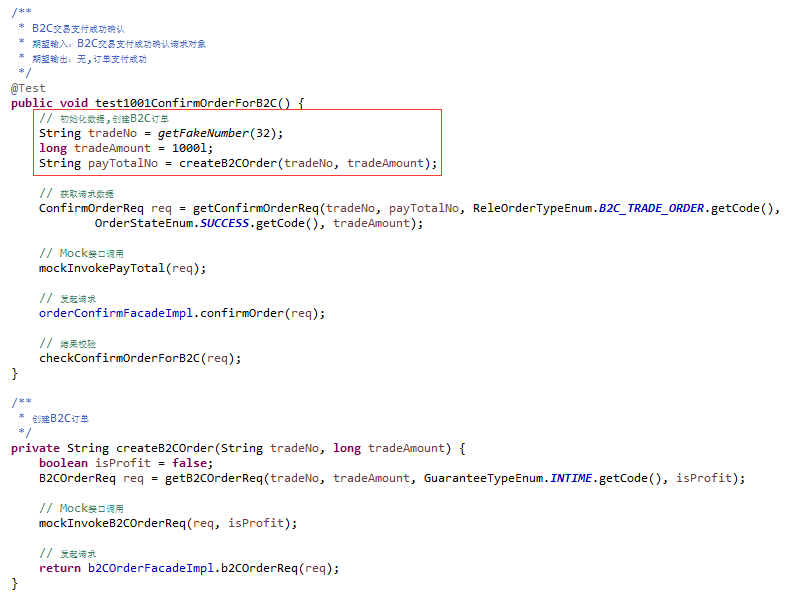 /**
 * B2C交易支付成功确认
 * 期望输入：B2C交易支付成功确认请求对象
 * 期望输出：无,订单支付成功
 */
@Test
public void test1001ConfirmOrderForB2C() {
    // 初始化数据,创建B2C订单
    String tradeNo = getFakeNumber(32);
    long tradeAmount = 1000l;
    String payTotalNo = createB2COrder(tradeNo, tradeAmount);
    // 获取请求数据
    ConfirmOrderReq req = getConfirmOrderReq(tradeNo, payTotalNo, ReleOrderTypeEnum.B2C_TRADE_ORDER.getCode(),
            OrderStateEnum.SUCCESS.getCode(), tradeAmount);
    // Mock接口调用
    mockInvokePayTotal(req);
    // 发起请求
    orderConfirmFacadeImpl.confirmOrder(req);
    // 结果校验
    checkConfirmOrderForB2C(req);
}
/**
 * 创建B2C订单
 */
private String createB2COrder(String tradeNo, long tradeAmount) {
    boolean isProfit = false;
    B2COrderReq req = getB2COrderReq(tradeNo, tradeAmount, GuaranteeTypeEnum.INTIME.getCode(), isProfit);
    // Mock接口调用
    mockInvokeB2COrderReq(req, isProfit);
    // 发起请求
    return b2COrderFacadeImpl.b2COrderReq(req);
}